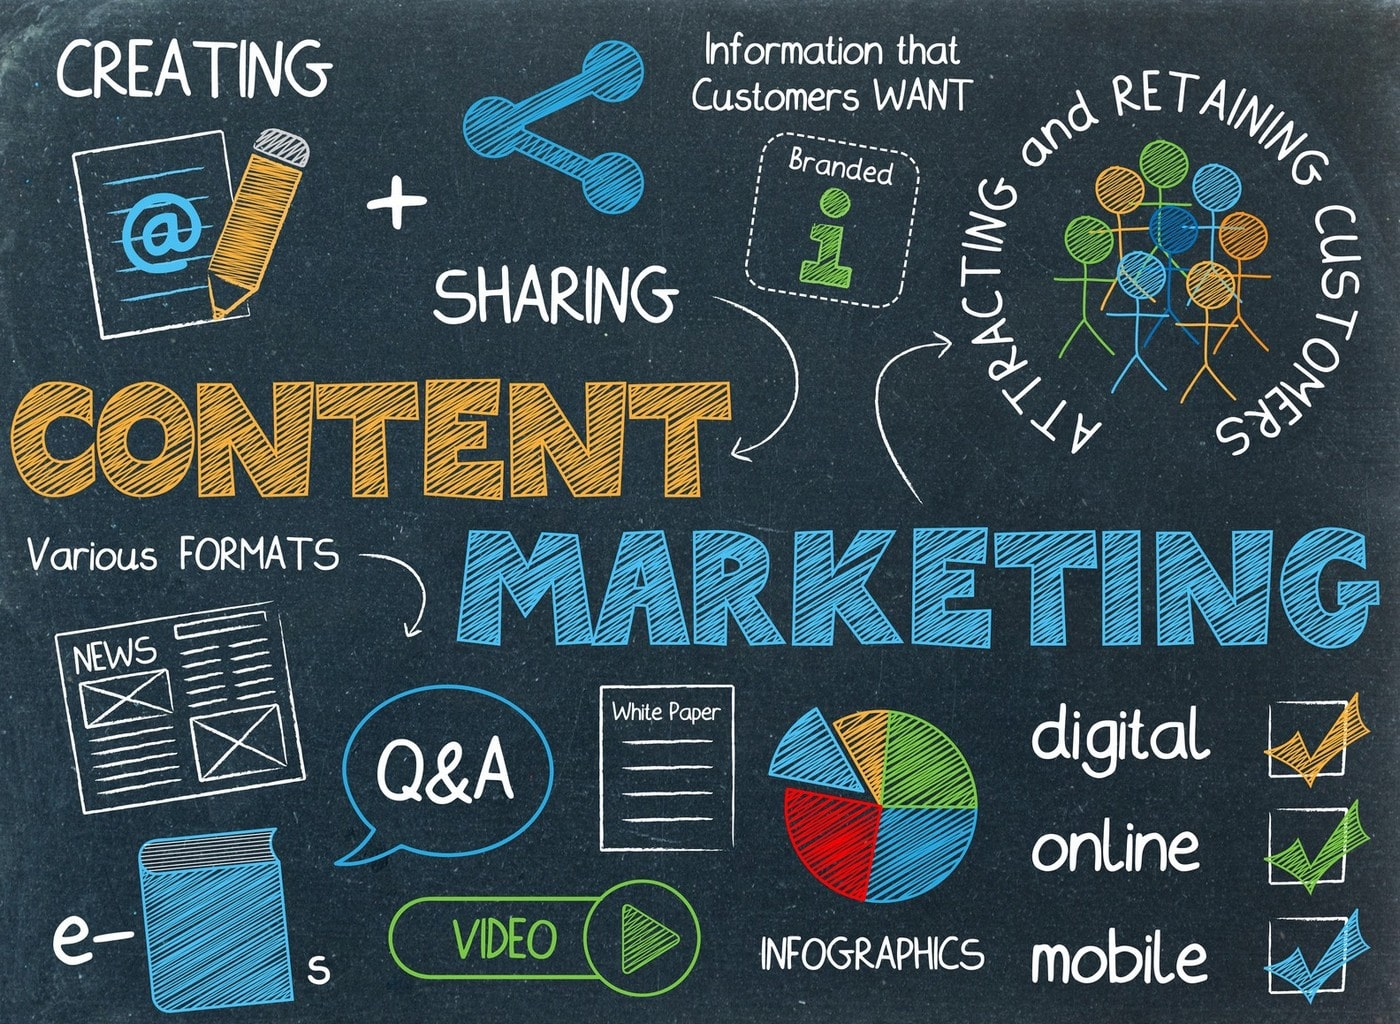 CREATING
@
+
SHARING
Information that
Customers WANT
Branded
i
ATTRACTING and RETAINING CUSTOMERS
CONTENT
MARKETING
Various FORMATS
NEWS
Q&A
White Paper
e-
s
VIDEO
INFOGRAPHICS
digital
online
mobile